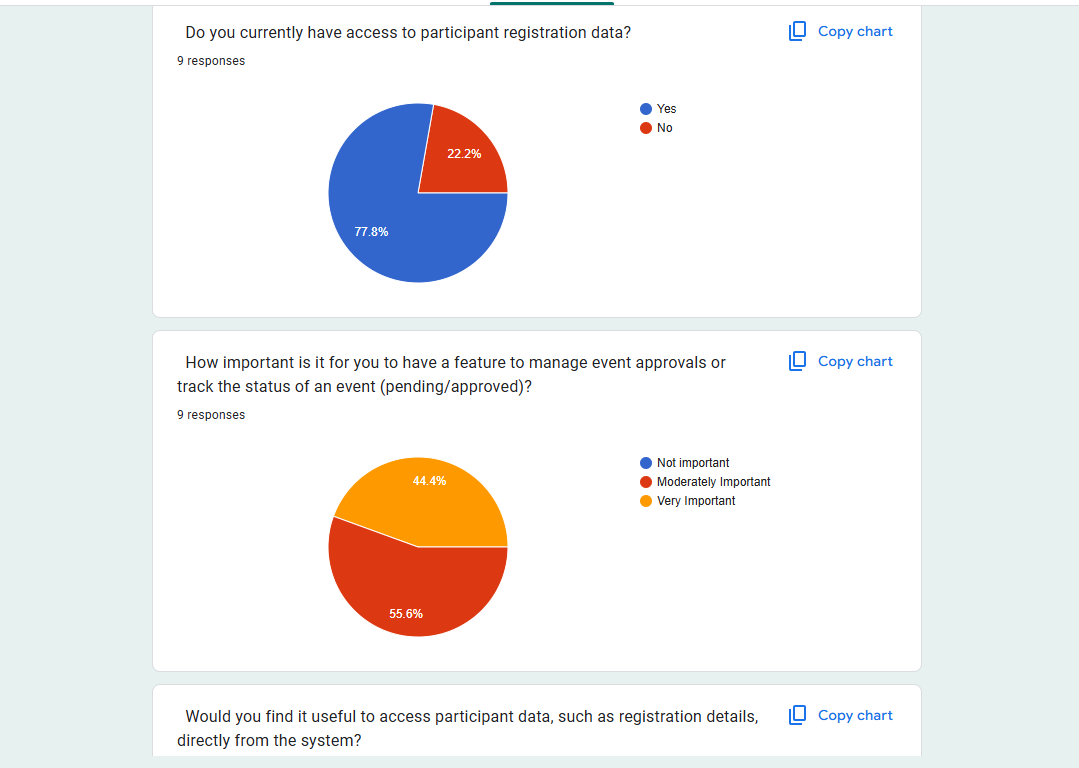 Do you currently have access to participant registration data?
Copy chart
9 responses
Yes
No
22.2%
77.8%
How important is it for you to have a feature to manage event approvals or
track the status of an event (pending/approved)?
Copy chart
9 responses
Not important
Moderately Important
Very Important
44.4%
55.6%
Would you find it useful to access participant data, such as registration details,
directly from the system?
Copy chart